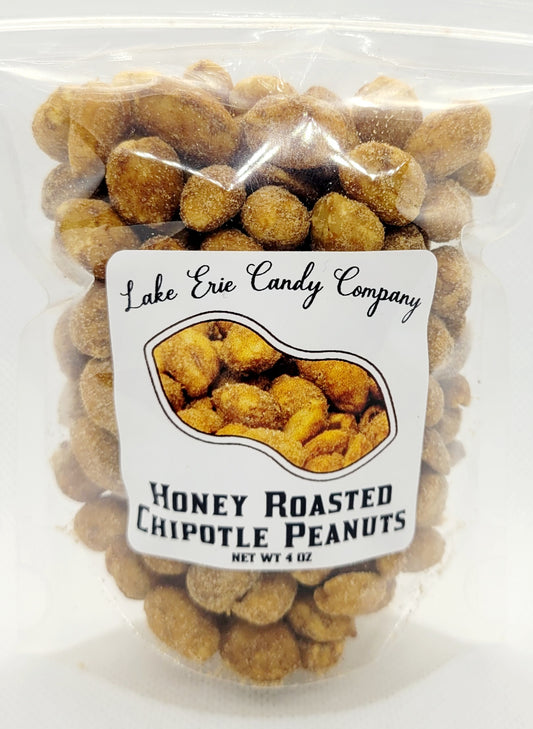 Lake Erie Candy Company
Honey Roasted
Chipotle Peanuts
Net Wt 4 oz